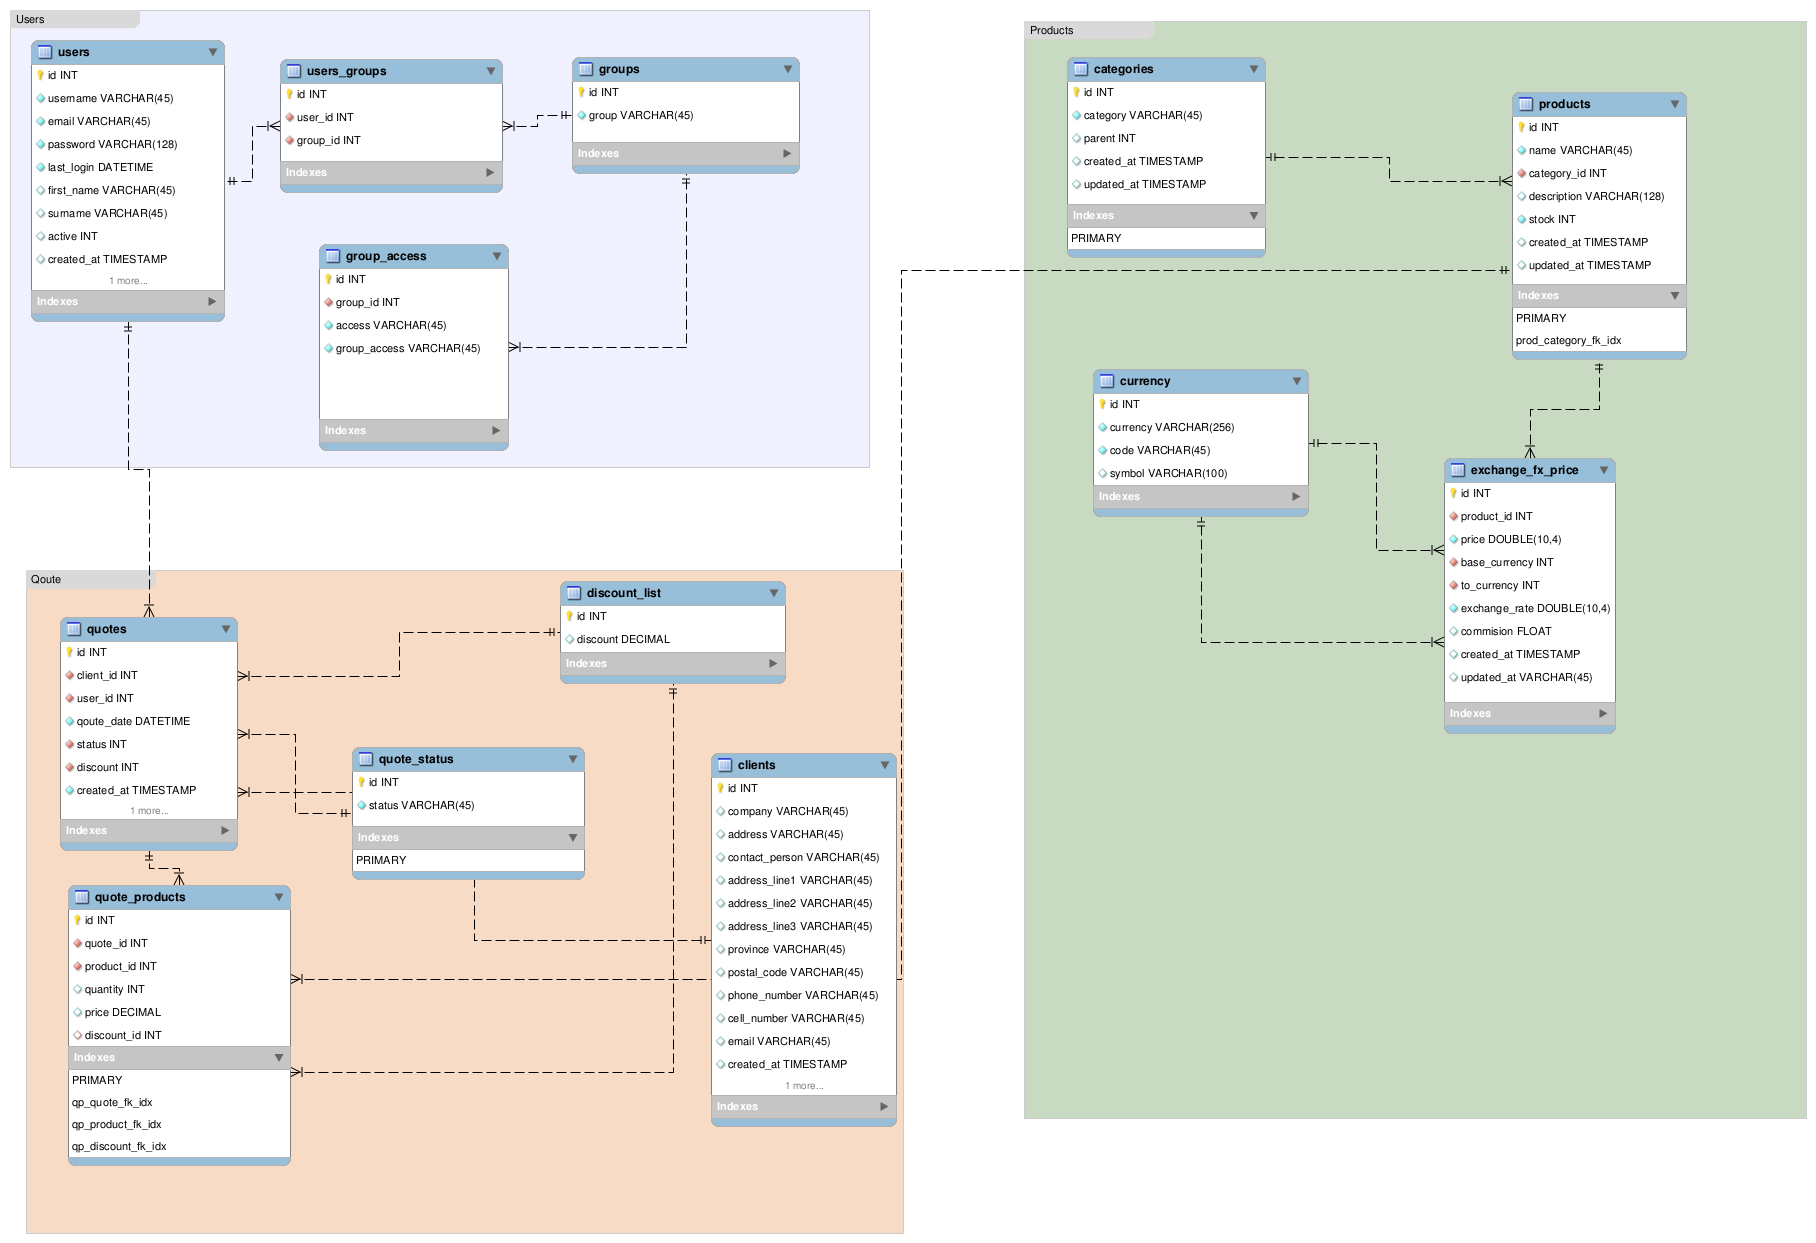 Users
users
id INT
username VARCHAR(45)
email VARCHAR(45)
password VARCHAR(128)
last_login DATETIME
first_name VARCHAR(45)
surname VARCHAR(45)
active INT
created_at TIMESTAMP
1 more...
Indexes
users_groups
id INT
user_id INT
group_id INT
Indexes
groups
id INT
group VARCHAR(45)
Indexes
group_access
id INT
group_id INT
access VARCHAR(45)
group_access VARCHAR(45)
Indexes
Products
categories
id INT
category VARCHAR(45)
parent INT
created_at TIMESTAMP
updated_at TIMESTAMP
Indexes
PRIMARY
products
id INT
name VARCHAR(45)
category_id INT
description VARCHAR(128)
stock INT
created_at TIMESTAMP
updated_at TIMESTAMP
Indexes
PRIMARY
prod_category_fk_idx
currency
id INT
currency VARCHAR(256)
code VARCHAR(45)
symbol VARCHAR(100)
Indexes
exchange_fx_price
id INT
product_id INT
price DOUBLE(10,4)
base_currency INT
to_currency INT
exchange_rate DOUBLE(10,4)
commision FLOAT
created_at TIMESTAMP
updated_at VARCHAR(45)
Indexes
Qoute
quotes
id INT
client_id INT
user_id INT
qoute_date DATETIME
status INT
discount INT
created_at TIMESTAMP
1 more...
Indexes
discount_list
id INT
discount DECIMAL
Indexes
quote_status
id INT
status VARCHAR(45)
Indexes
PRIMARY
clients
id INT
company VARCHAR(45)
address VARCHAR(45)
contact_person VARCHAR(45)
address_line1 VARCHAR(45)
address_line2 VARCHAR(45)
address_line3 VARCHAR(45)
province VARCHAR(45)
postal_code VARCHAR(45)
phone_number VARCHAR(45)
cell_number VARCHAR(45)
email VARCHAR(45)
created_at TIMESTAMP
1 more...
Indexes
quote_products
id INT
quote_id INT
product_id INT
quantity INT
price DECIMAL
discount_id INT
Indexes
PRIMARY
qp_quote_fk_idx
qp_product_fk_idx
qp_discount_fk_idx